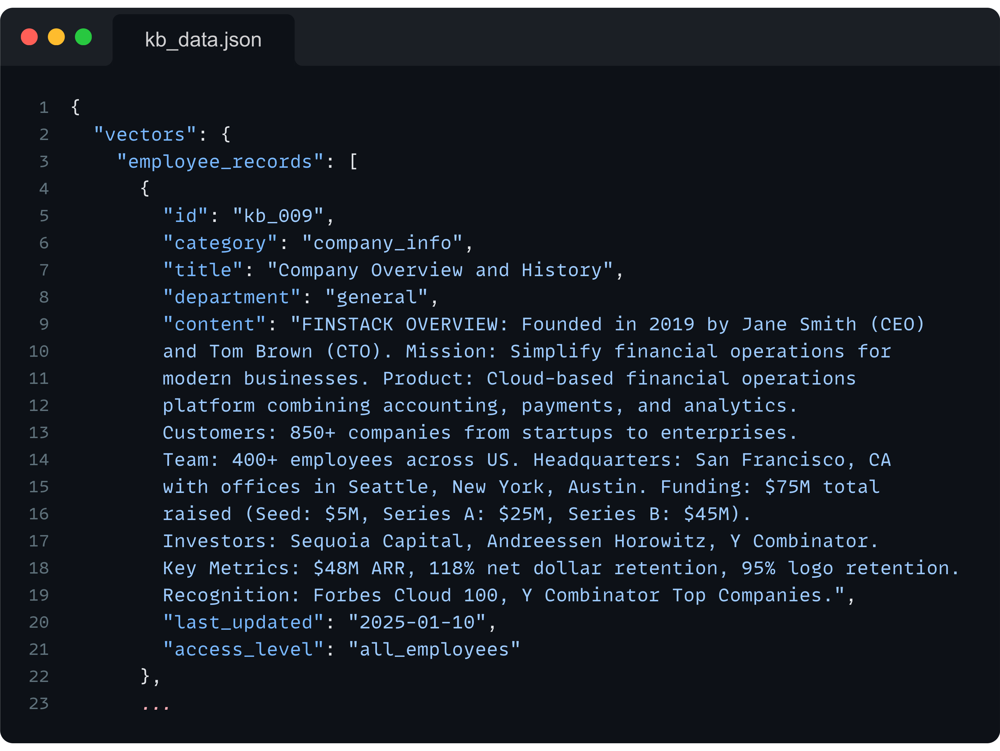 kb_data.json
1 {
2 "vectors": {
3 "employee_records": [
4 {
5 "id": "kb_009",
6 "category": "company_info",
7 "title": "Company Overview and History",
8 "department": "general",
9 "content": "FINSTACK OVERVIEW: Founded in 2019 by Jane Smith (CEO)
10 and Tom Brown (CTO). Mission: Simplify financial operations for
11 modern businesses. Product: Cloud-based financial operations
12 platform combining accounting, payments, and analytics.
13 Customers: 850+ companies from startups to enterprises.
14 Team: 400+ employees across US. Headquarters: San Francisco, CA
15 with offices in Seattle, New York, Austin. Funding: $75M total
16 raised (Seed: $5M, Series A: $25M, Series B: $45M).
17 Investors: Sequoia Capital, Andreessen Horowitz, Y Combinator.
18 Key Metrics: $48M ARR, 118% net dollar retention, 95% logo retention.
19 Recognition: Forbes Cloud 100, Y Combinator Top Companies.",
20 "last_updated": "2025-01-10",
21 "access_level": "all_employees"
22 },
23 ...